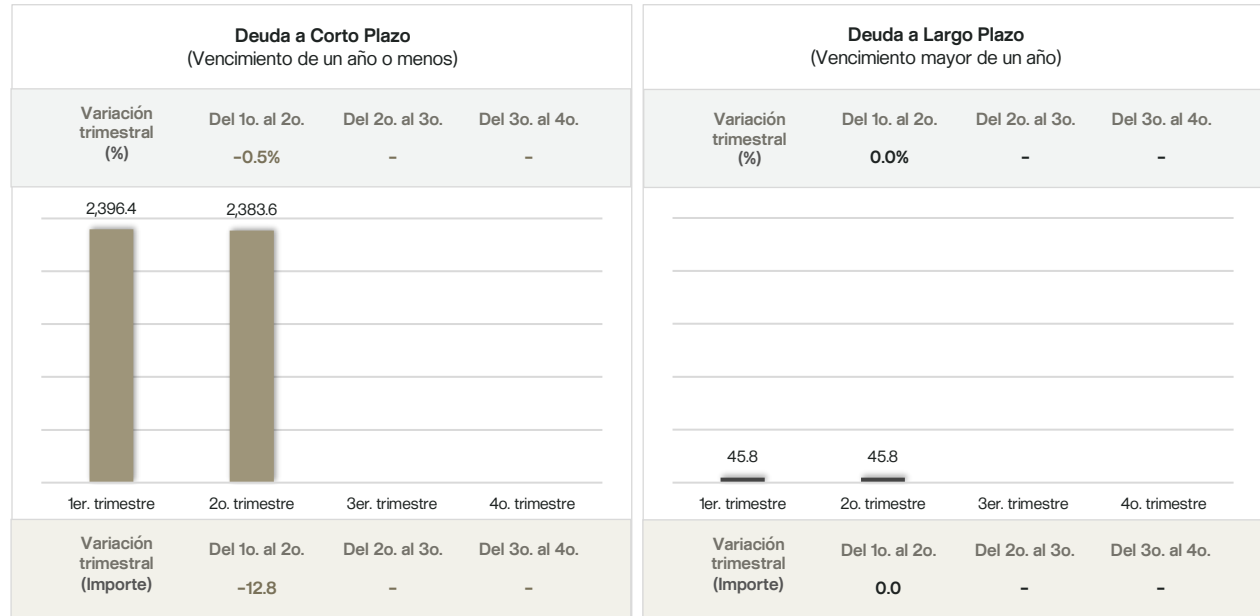 Deuda a Corto Plazo
(Vencimiento de un año o menos)
Variación
trimestral
(%)
Del 1o. al 2o.
Del 2o. al 3o.
Del 3o. al 4o.
-0.5%
-
-
2,396.4
2,383.6
1er. trimestre
2o. trimestre
3er. trimestre
4o. trimestre
Variación
trimestral
(Importe)
Del 1o. al 2o.
Del 2o. al 3o.
Del 3o. al 4o.
-12.8
-
-
Deuda a Largo Plazo
(Vencimiento mayor de un año)
Variación
trimestral
(%)
Del 1o. al 2o.
Del 2o. al 3o.
Del 3o. al 4o.
0.0%
-
-
45.8
45.8
1er. trimestre
2o. trimestre
3er. trimestre
4o. trimestre
Variación
trimestral
(Importe)
Del 1o. al 2o.
Del 2o. al 3o.
Del 3o. al 4o.
0.0
-
-